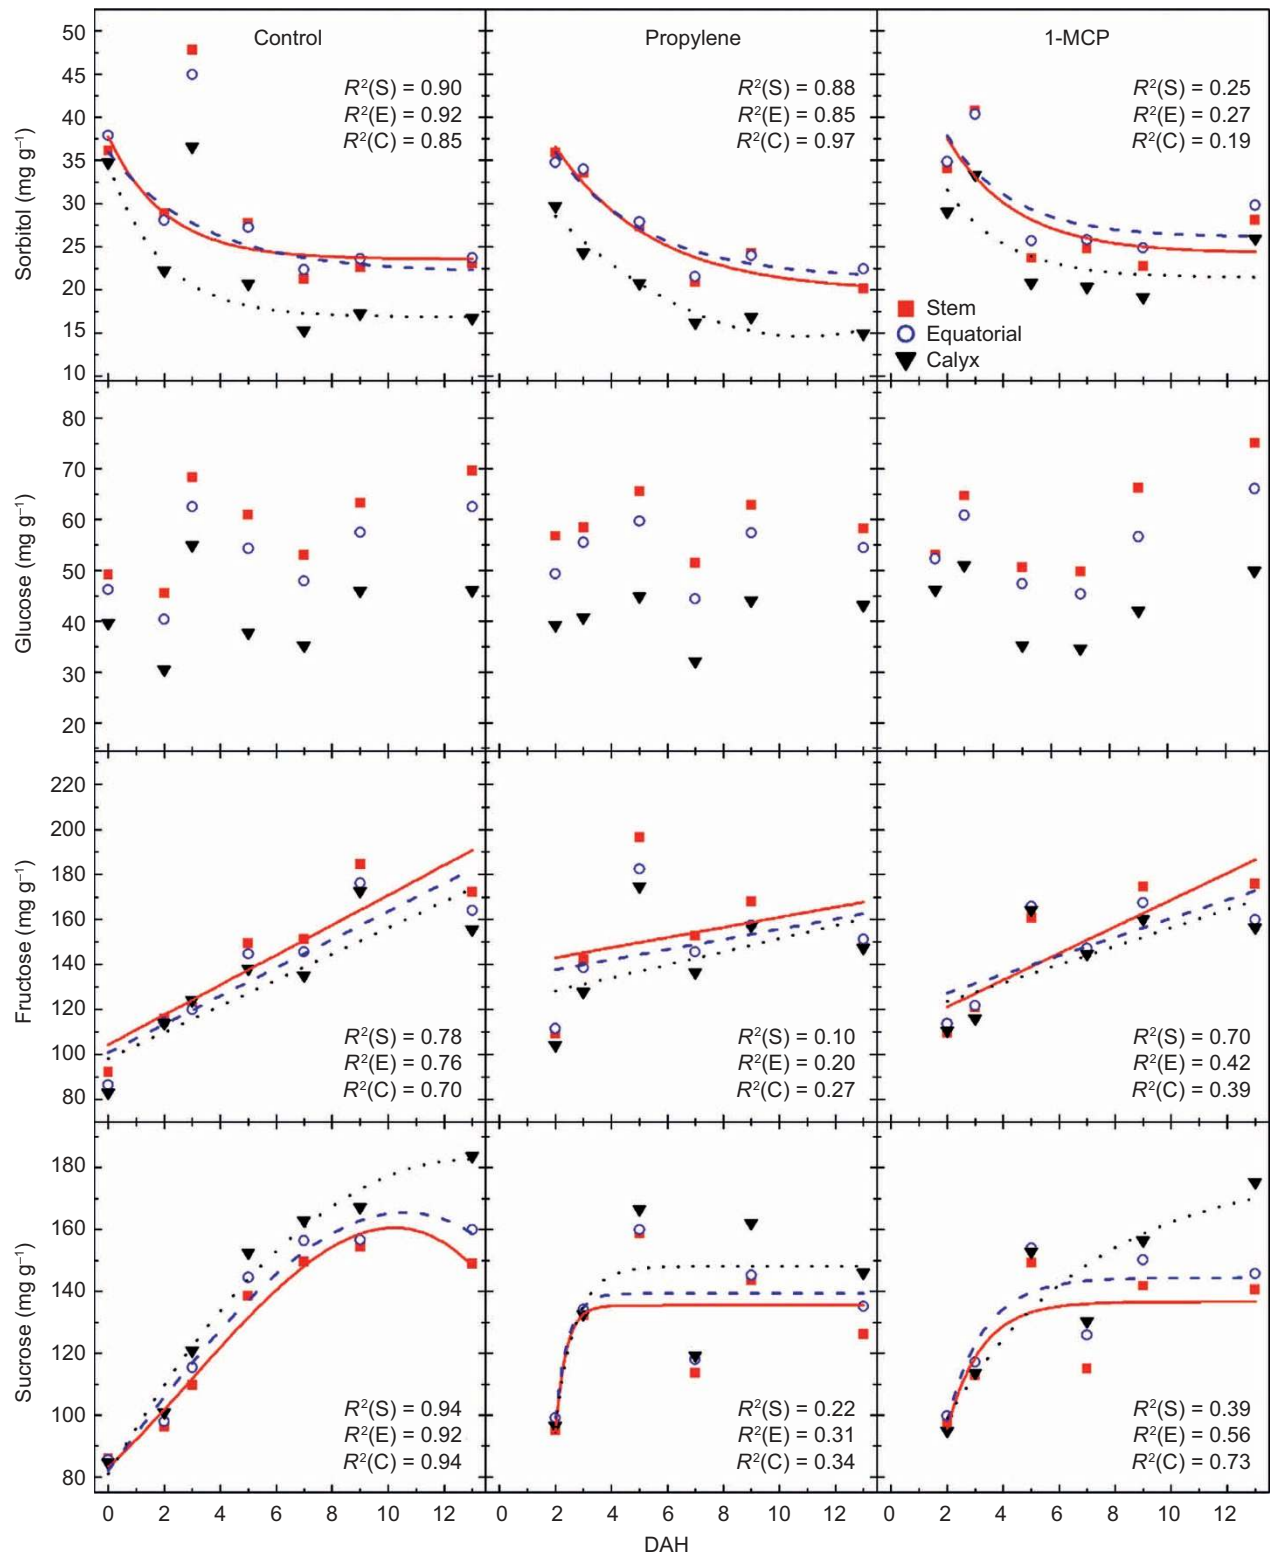 Control
Propylene
1-MCP
Sorbitol (mg g⁻¹)
50
45
40
35
30
25
20
15
10
R²(S) = 0.90
R²(E) = 0.92
R²(C) = 0.85
R²(S) = 0.88
R²(E) = 0.85
R²(C) = 0.97
R²(S) = 0.25
R²(E) = 0.27
R²(C) = 0.19
Stem
Equatorial
Calyx
Glucose (mg g⁻¹)
80
70
60
50
40
30
20
Fructose (mg g⁻¹)
220
200
180
160
140
120
100
80
R²(S) = 0.78
R²(E) = 0.76
R²(C) = 0.70
R²(S) = 0.10
R²(E) = 0.20
R²(C) = 0.27
R²(S) = 0.70
R²(E) = 0.42
R²(C) = 0.39
Sucrose (mg g⁻¹)
180
160
140
120
100
80
R²(S) = 0.94
R²(E) = 0.92
R²(C) = 0.94
R²(S) = 0.22
R²(E) = 0.31
R²(C) = 0.34
R²(S) = 0.39
R²(E) = 0.56
R²(C) = 0.73
0 2 4 6 8 10 12 0 2 4 6 8 10 12 0 2 4 6 8 10 12
DAH